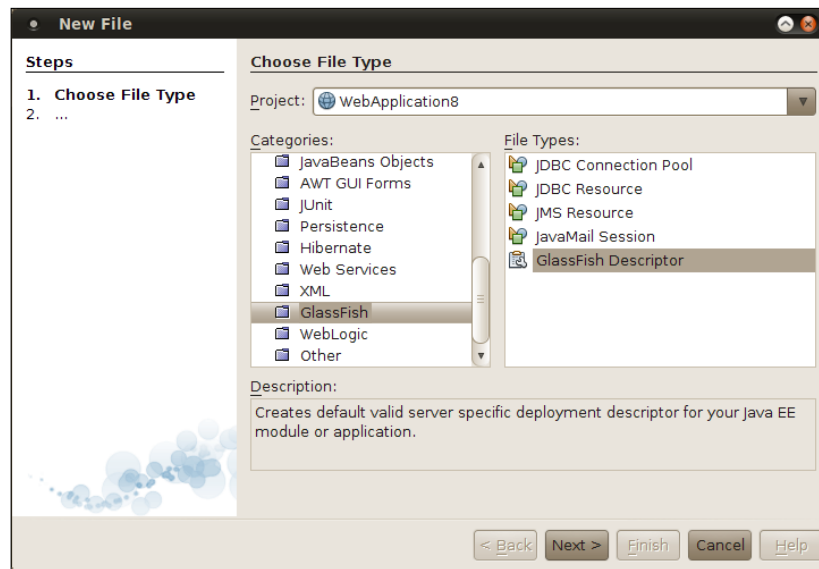 New File
Steps
1. Choose File Type
2. ...
Choose File Type
Project: WebApplication8
Categories:
JavaBeans Objects
AWT GUI Forms
JUnit
Persistence
Hibernate
Web Services
XML
GlassFish
WebLogic
Other
File Types:
JDBC Connection Pool
JDBC Resource
JMS Resource
JavaMail Session
GlassFish Descriptor
Description:
Creates default valid server specific deployment descriptor for your Java EE
module or application.
< Back Next > Finish Cancel Help